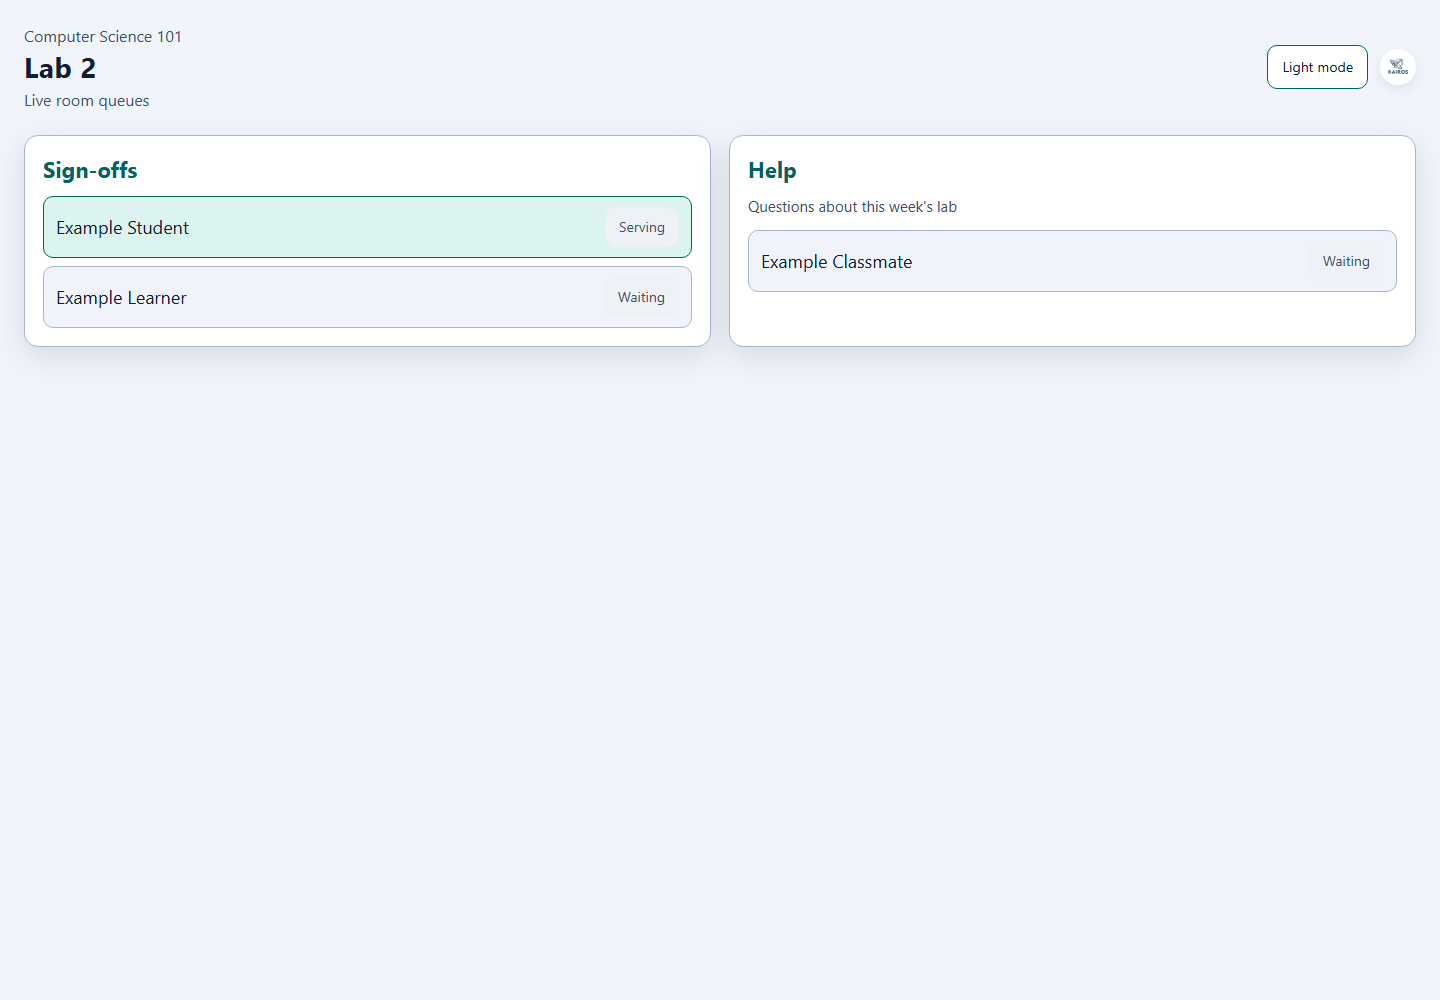 Computer Science 101
Lab 2
Live room queues
Light mode
KAIROS
Sign-offs
Example Student
Serving
Example Learner
Waiting
Help
Questions about this week's lab
Example Classmate
Waiting